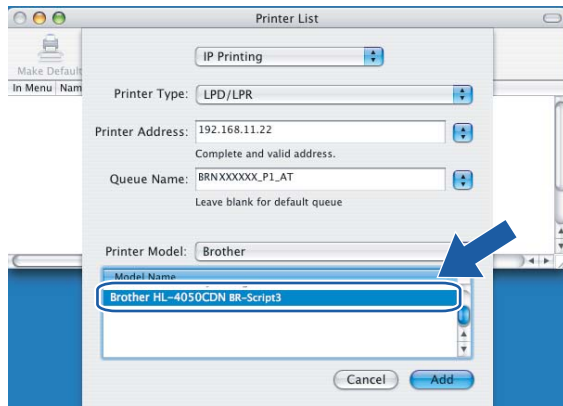 Printer List
IP Printing
Make Default
In Menu Nam
Printer Type: LPD/LPR
Printer Address: 192.168.11.22
Complete and valid address.
Queue Name: BRNXXXXXX_P1_AT
Leave blank for default queue
Printer Model: Brother
Model Name
Brother HL-4050CDN BR-Script3
Cancel Add